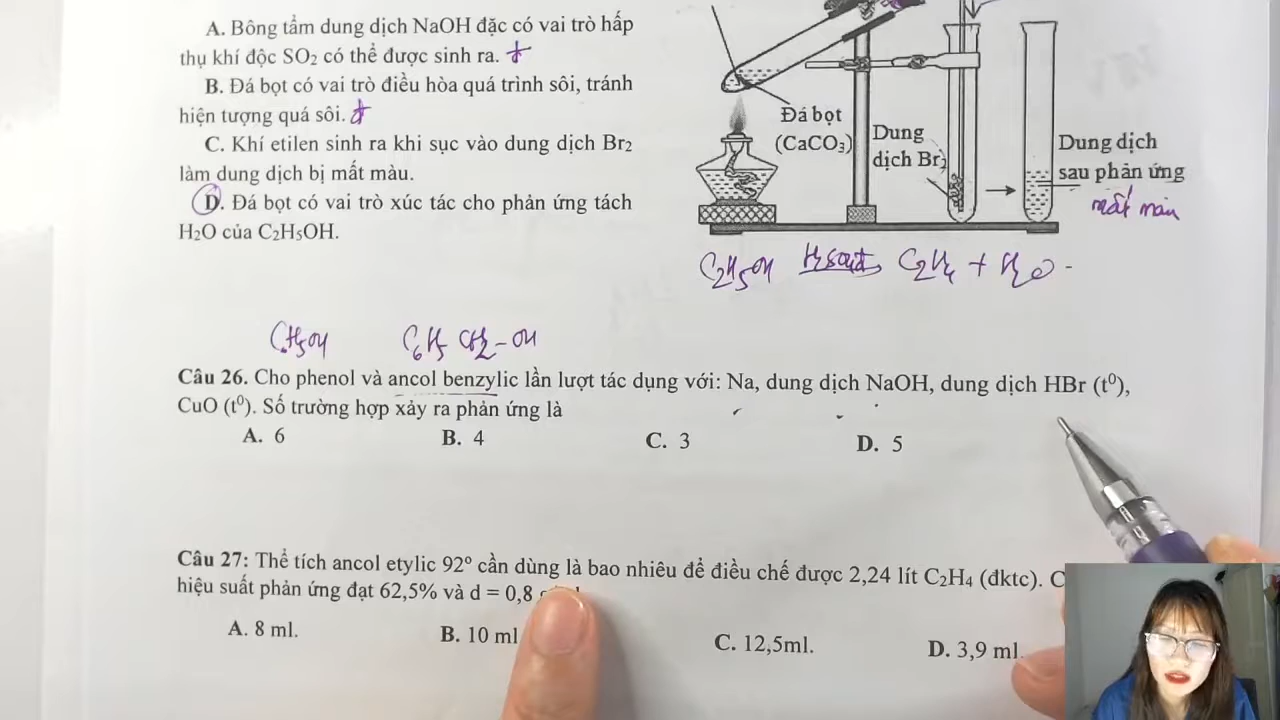 A. Bông tẩm dung dịch NaOH đặc có vai trò hấp
thụ khí độc SO₂ có thể được sinh ra.
B. Đá bọt có vai trò điều hòa quá trình sôi, tránh
hiện tượng quá sôi.
C. Khí etilen sinh ra khi sục vào dung dịch Br₂
làm dung dịch bị mất màu.
D. Đá bọt có vai trò xúc tác cho phản ứng tách
H₂O của C₂H₅OH.
Đá bọt
(CaCO₃)
Dung
dịch Br₂
Dung dịch
sau phản ứng
mất màu
C₂H₅OH H₂SO₄đ C₂H₄ + H₂O
C₆H₅OH C₆H₅ CH₂-OH
Câu 26. Cho phenol và ancol benzylic lần lượt tác dụng với: Na, dung dịch NaOH, dung dịch HBr (t⁰),
CuO (t⁰). Số trường hợp xảy ra phản ứng là
A. 6 B. 4 C. 3 D. 5
Câu 27: Thể tích ancol etylic 92⁰ cần dùng là bao nhiêu để điều chế được 2,24 lít C₂H₄ (đktc).
hiệu suất phản ứng đạt 62,5% và d = 0,8
A. 8 ml. B. 10 ml C. 12,5ml. D. 3,9 ml.